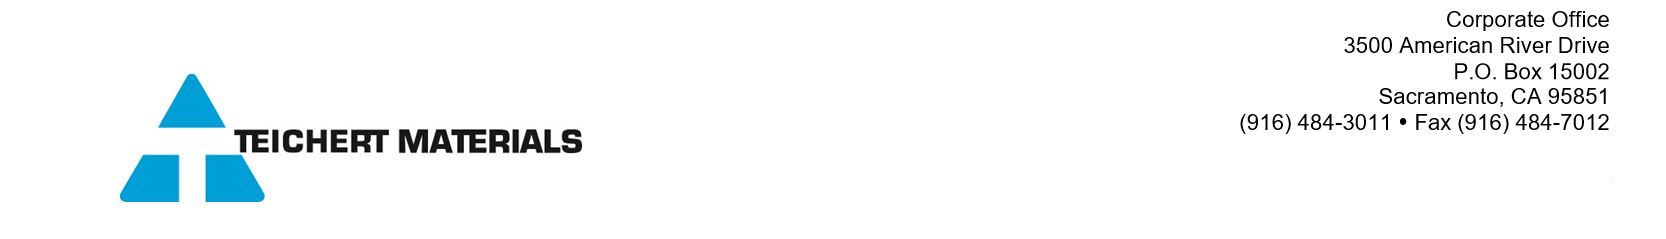 Corporate Office
3500 American River Drive
P.O. Box 15002
Sacramento, CA 95851
(916) 484-3011 • Fax (916) 484-7012
TEICHERT MATERIALS